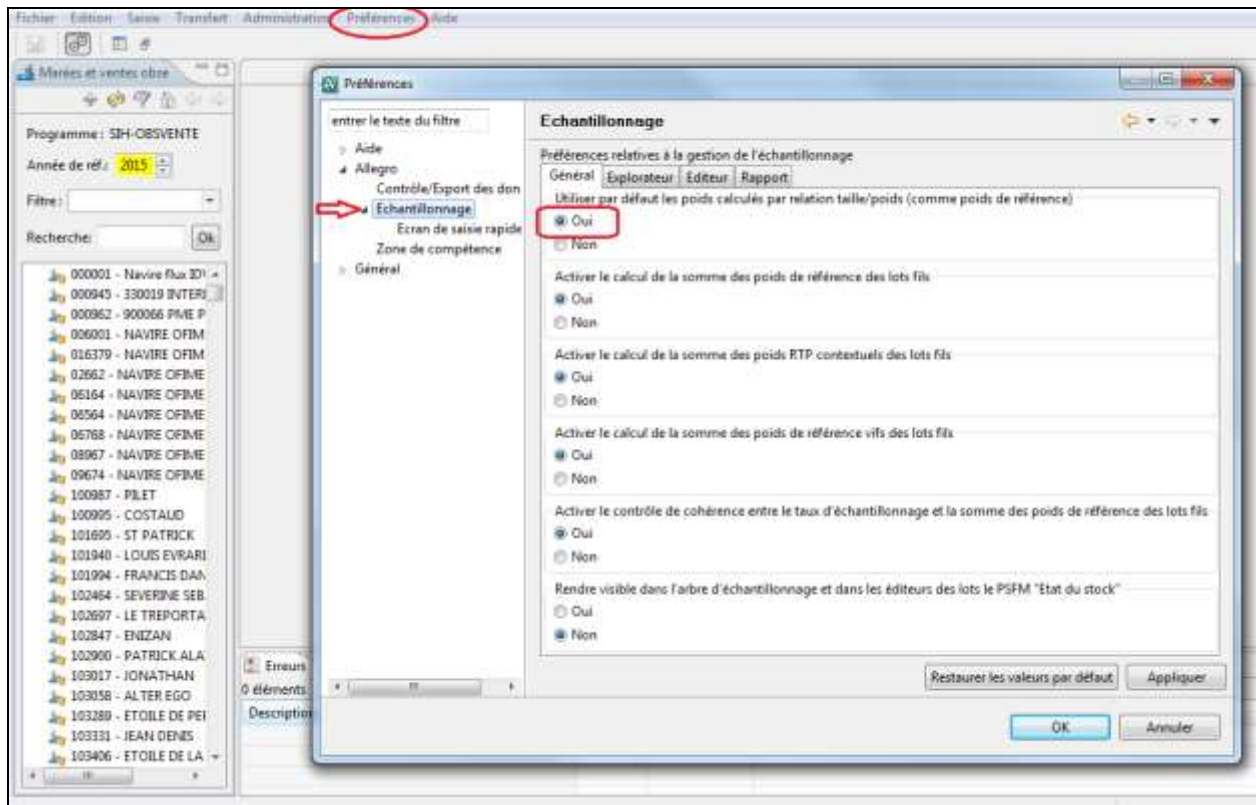 Fichier Edition Saisie Transfert Administration Préférences Aide
Marées et ventes obse
Programme : SIH-OBSVENTE
Année de réf.: 2015
Filtre :
Recherche: Ok
000001 - Navire flux ID
000945 - 330019 INTER
000962 - 900066 PME P
006001 - NAVIRE OFIM
016379 - NAVIRE OFIM
02662 - NAVIRE OFIME
06164 - NAVIRE OFIME
06564 - NAVIRE OFIME
06768 - NAVIRE OFIME
08967 - NAVIRE OFIME
09674 - NAVIRE OFIME
100987 - PILET
100995 - COSTAUD
101695 - ST PATRICK
101940 - LOUIS EVRARI
101994 - FRANCIS DAN
102464 - SEVERINE SEB
102697 - LE TREPORTA
102847 - ENIZAN
102900 - PATRICK ALA
103017 - JONATHAN
103058 - ALTER EGO
103289 - ETOILE DE PEI
103331 - JEAN DENIS
103406 - ETOILE DE LA
Erreurs
0 éléments
Description
Préférences
entrer le texte du filtre
Aide
Allegro
Contrôle/Export des don
Echantillonnage
Ecran de saisie rapide
Zone de compétence
Général
Echantillonnage
Préférences relatives à la gestion de l'échantillonnage
Général Explorateur Editeur Rapport
Utiliser par défaut les poids calculés par relation taille/poids (comme poids de référence)
Oui
Non
Activer le calcul de la somme des poids de référence des lots fils
Oui
Non
Activer le calcul de la somme des poids RTP contextuels des lots fils
Oui
Non
Activer le calcul de la somme des poids de référence vifs des lots fils
Oui
Non
Activer le contrôle de cohérence entre le taux d'échantillonnage et la somme des poids de référence des lots fils
Oui
Non
Rendre visible dans l'arbre d'échantillonnage et dans les éditeurs des lots le PSFM "Etat du stock"
Oui
Non
Restaurer les valeurs par défaut Appliquer
OK Annuler